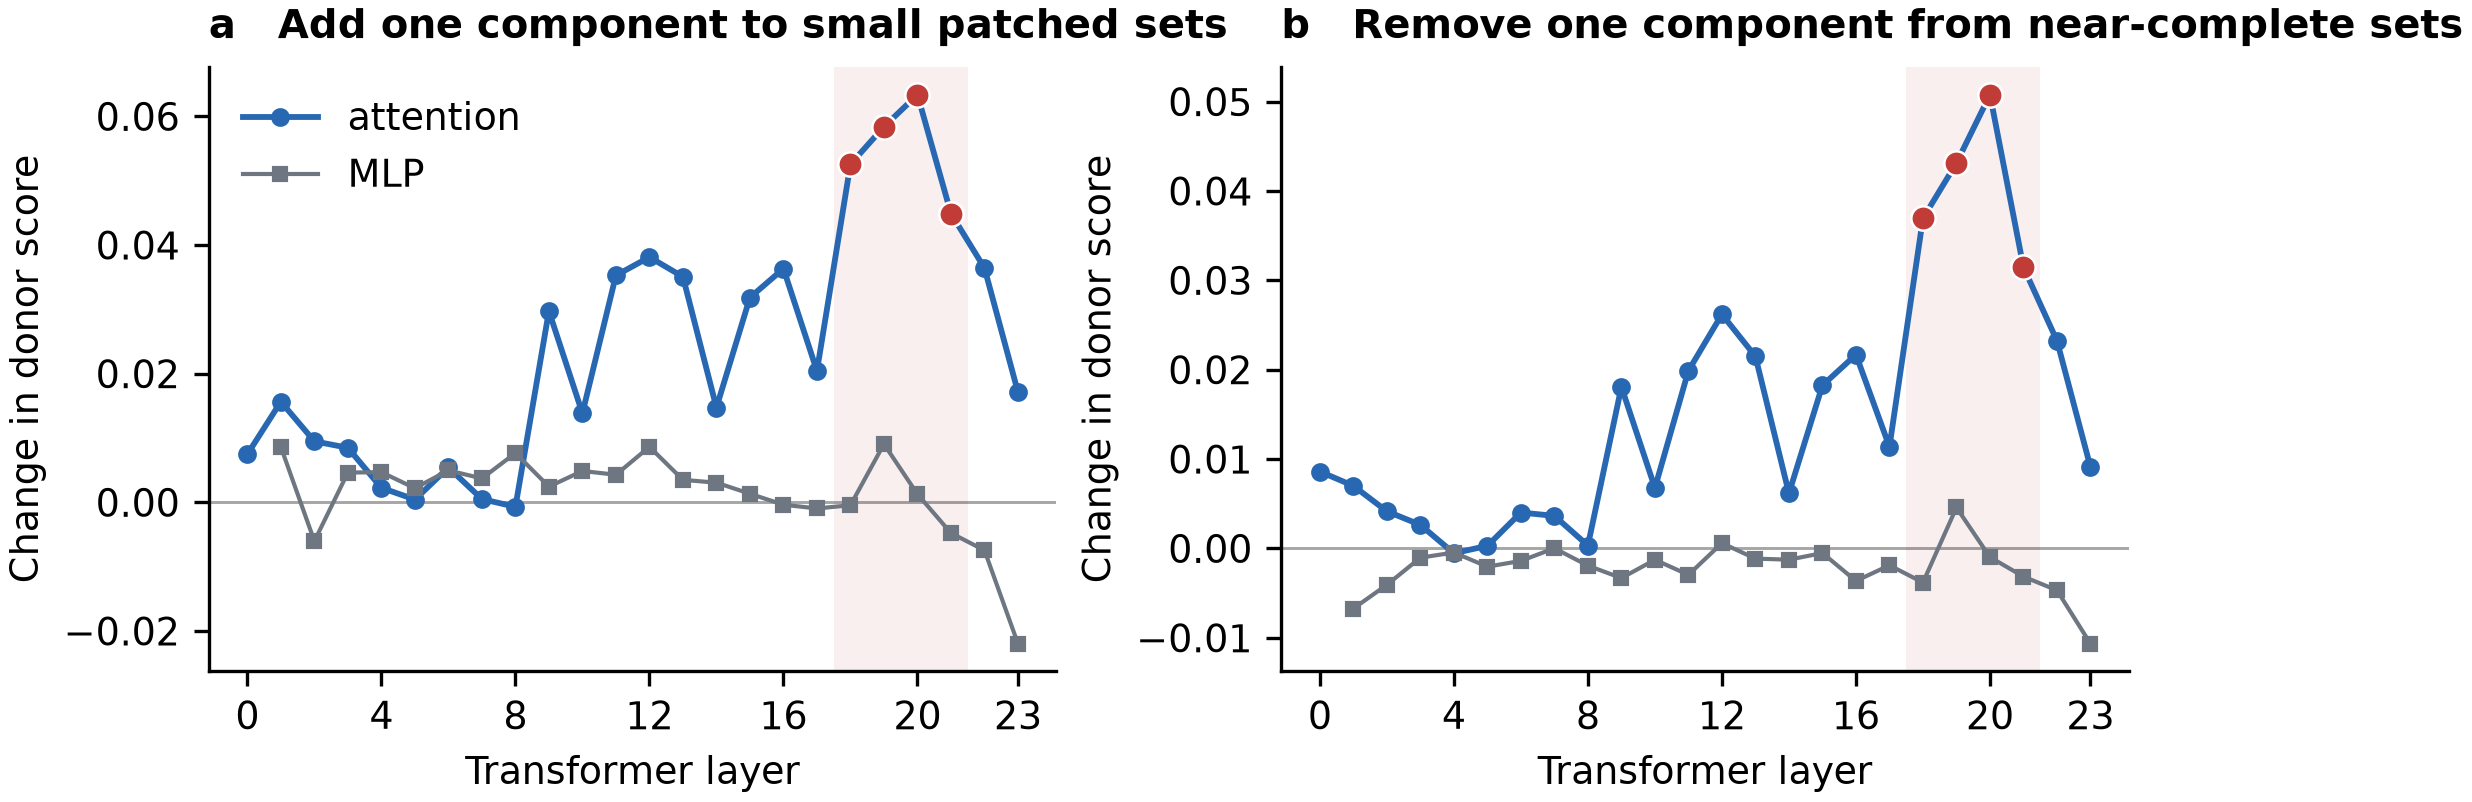 a Add one component to small patched sets
0.06
0.04
0.02
0.00
−0.02
Change in donor score
attention
MLP
0 4 8 12 16 20 23
Transformer layer
b Remove one component from near-complete sets
0.05
0.04
0.03
0.02
0.01
0.00
−0.01
Change in donor score
0 4 8 12 16 20 23
Transformer layer